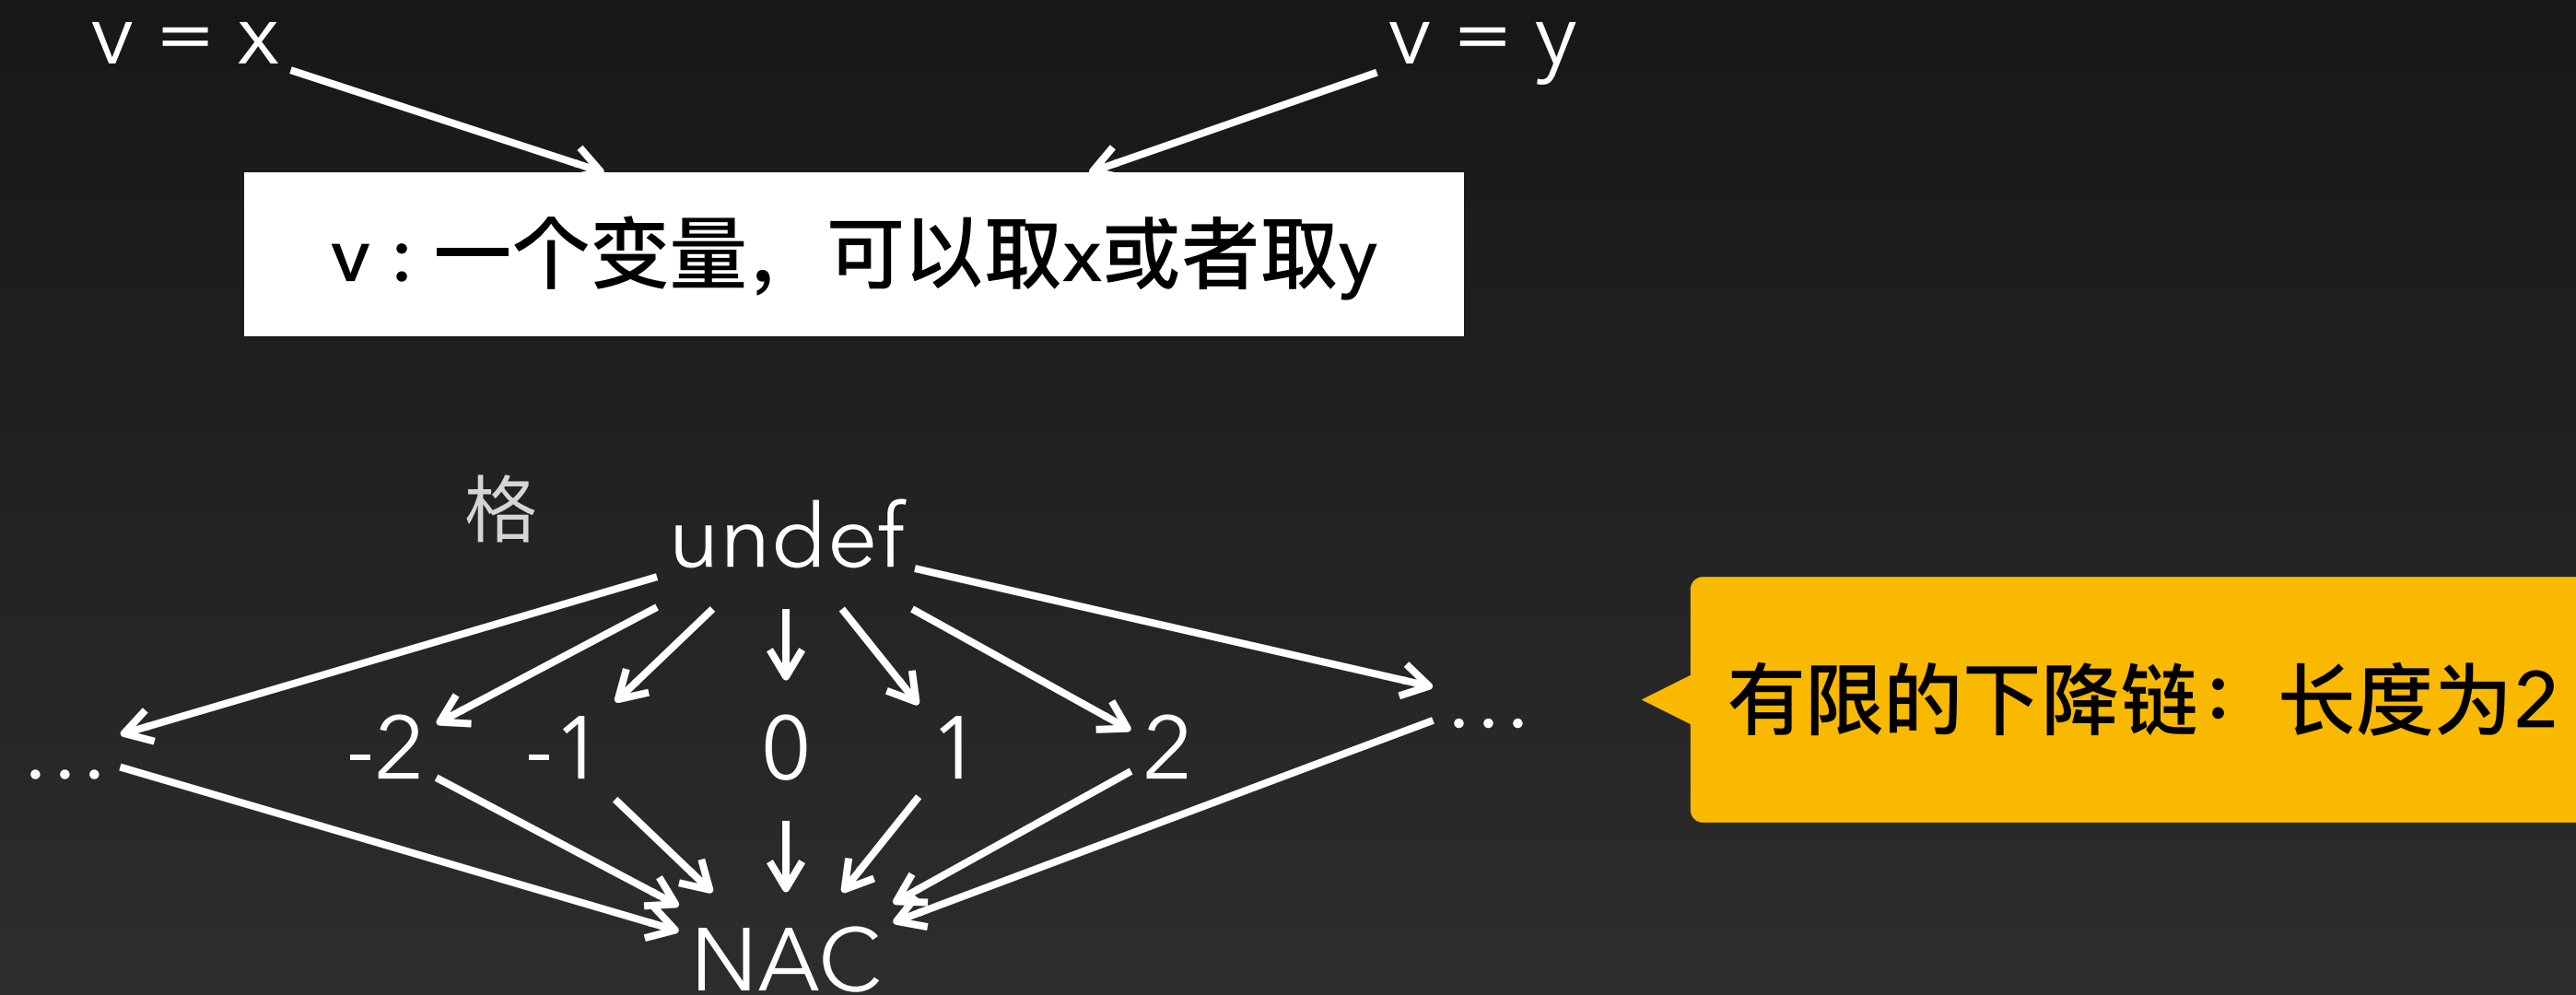 v = x
v = y
v : 一个变量，可以取x或者取y
格
undef
有限的下降链：长度为2
... -2 -1 0 1 2 ...
NAC